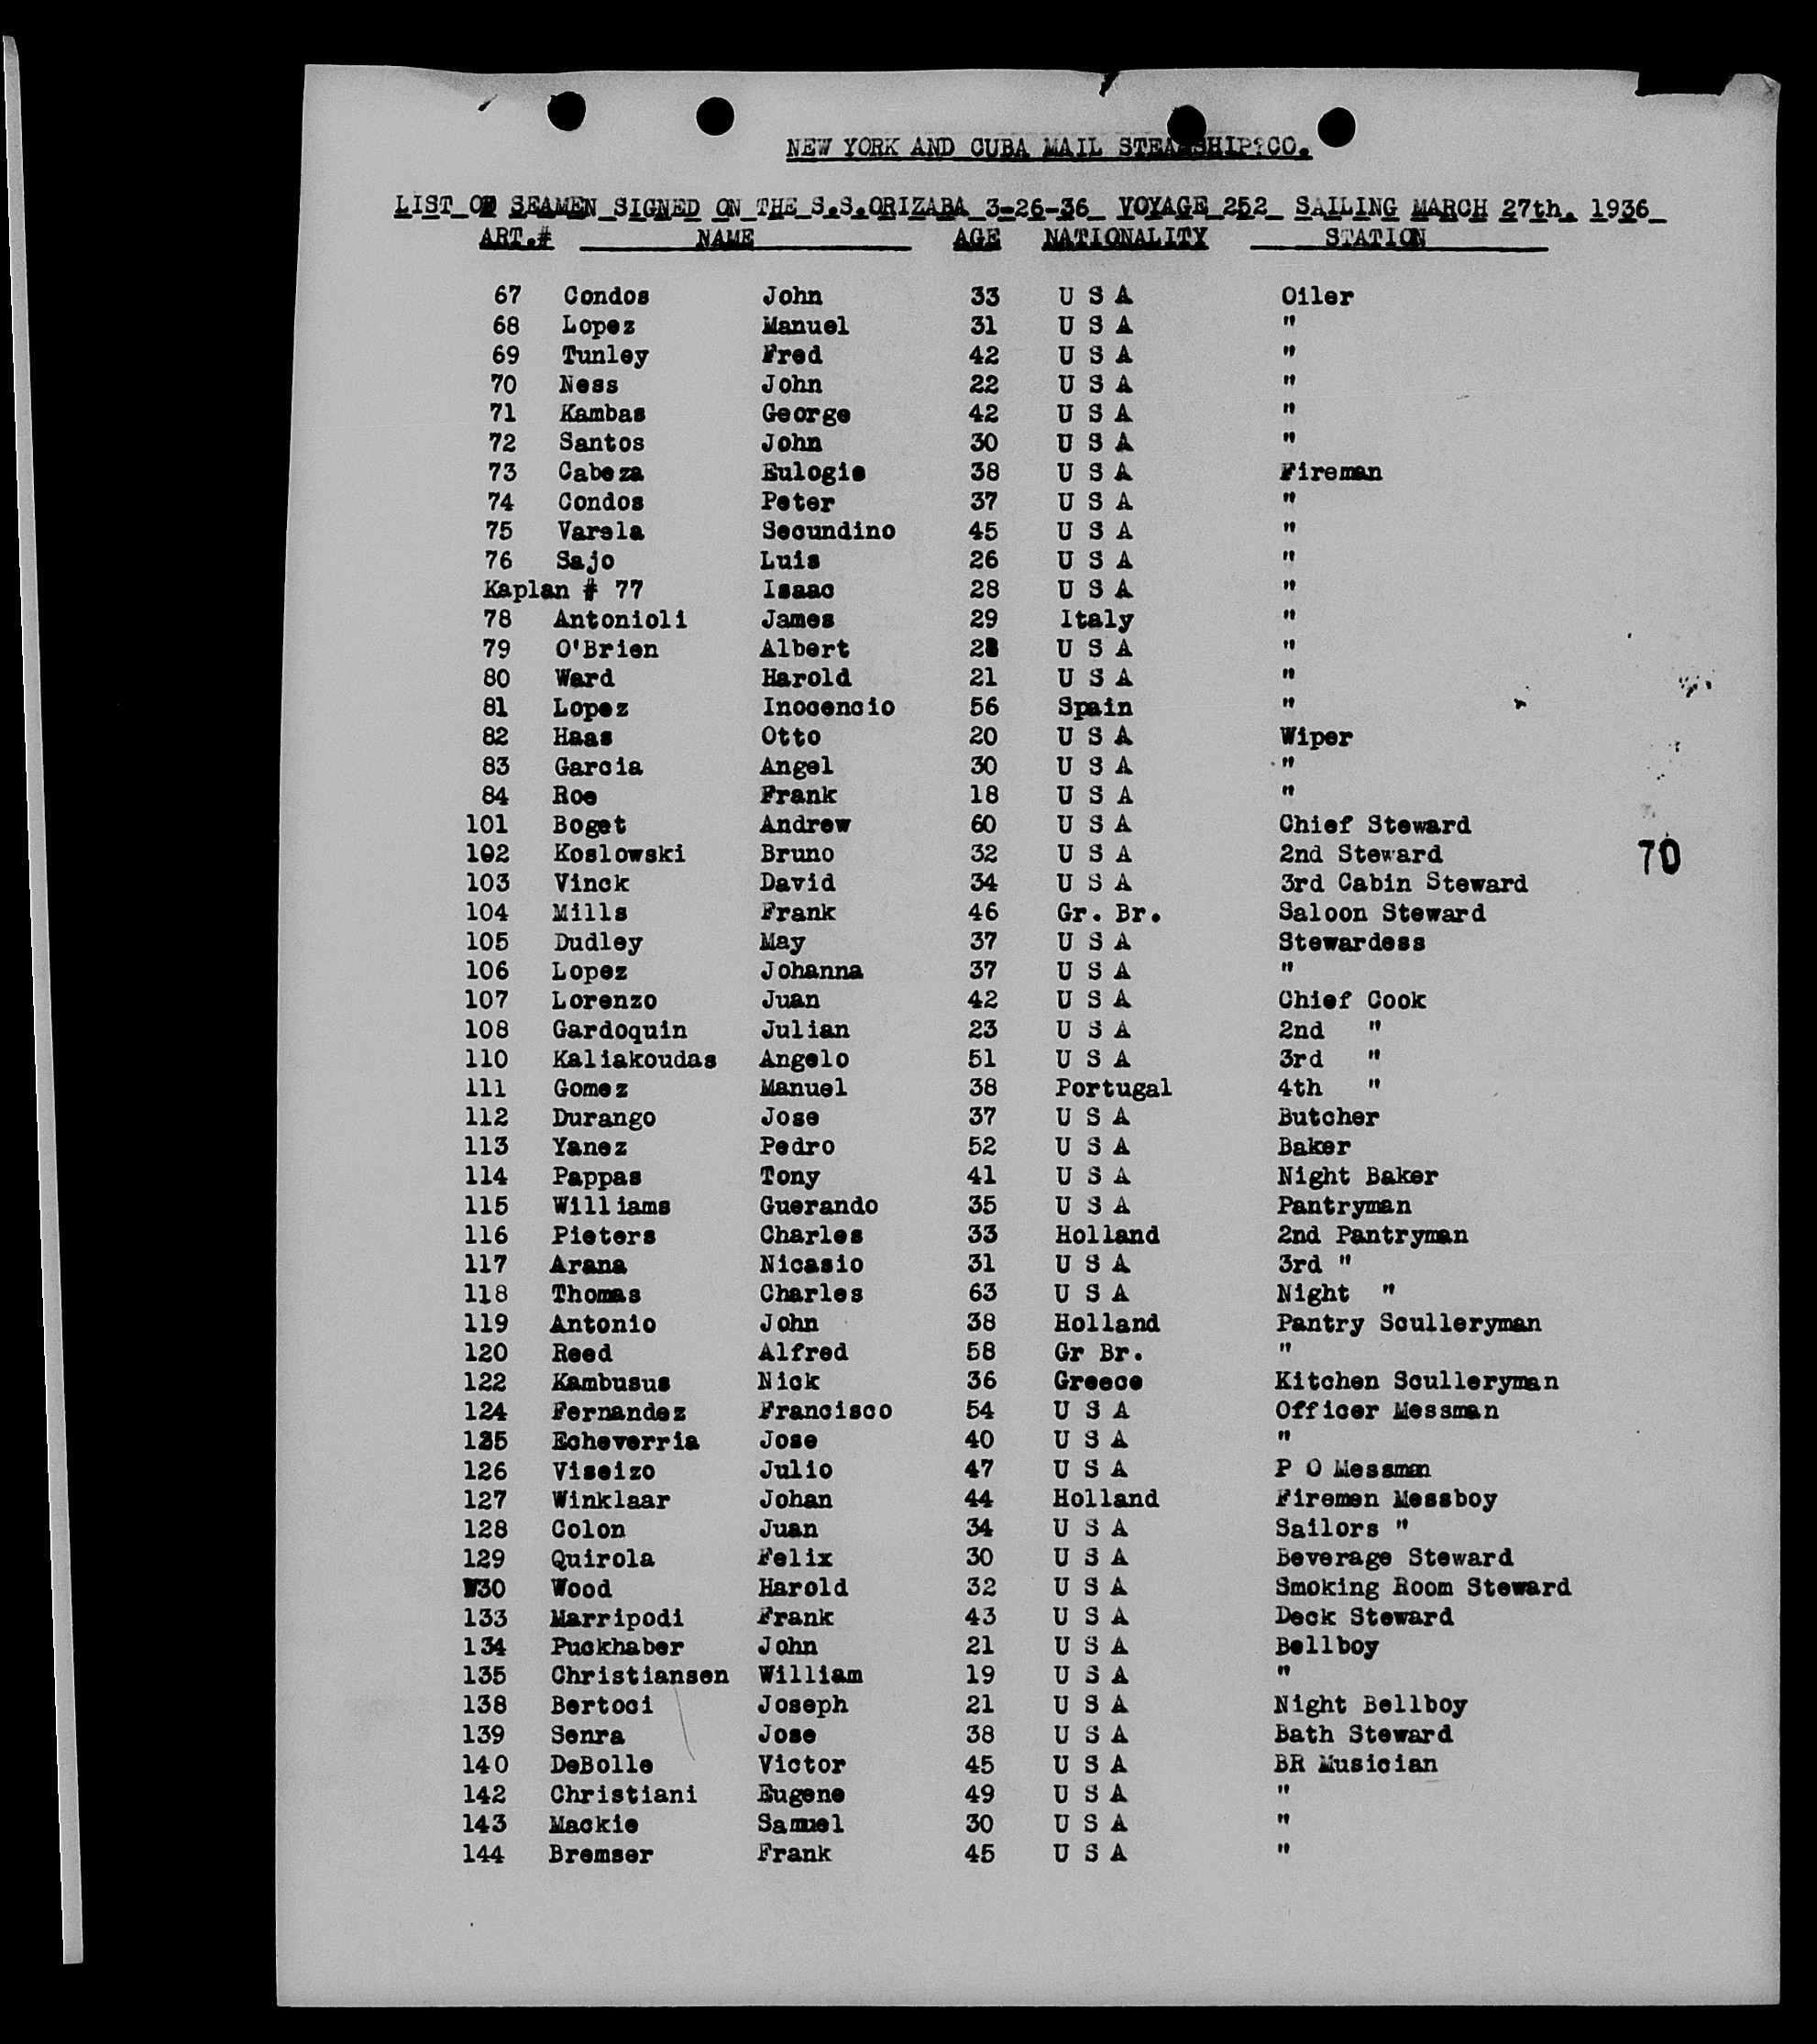 NEW YORK AND CUBA MAIL STEAMSHIP?CO.
LIST OF SEAMEN SIGNED ON THE S.S.ORIZABA 3-26-36 VOYAGE 252 SAILING MARCH 27th. 1936
ART.# NAME AGE NATIONALITY STATION
67 Condos John 33 U S A Oiler
68 Lopez Manuel 31 U S A "
69 Tunley Fred 42 U S A "
70 Ness John 22 U S A "
71 Kambas George 42 U S A "
72 Santos John 30 U S A "
73 Cabeza Eulogio 38 U S A Fireman
74 Condos Peter 37 U S A "
75 Varela Secundino 45 U S A "
76 Sajo Luis 26 U S A "
Kaplan # 77 Isaac 28 U S A "
78 Antonioli James 29 Italy "
79 O'Brien Albert U S A "
80 Ward Harold 21 U S A "
81 Lopez Inocencio 56 Spain "
82 Haas Otto 20 U S A Wiper
83 Garcia Angel 30 U S A "
84 Roe Frank 18 U S A "
101 Boget Andrew 60 U S A Chief Steward
102 Koslowski Bruno 32 U S A 2nd Steward
70
103 Vinck David 34 U S A 3rd Cabin Steward
104 Mills Frank 46 Gr. Br. Saloon Steward
105 Dudley May 37 U S A Stewardess
106 Lopez Johanna 37 U S A "
107 Lorenzo Juan 42 U S A Chief Cook
108 Gardoquin Julian 23 U S A 2nd "
110 Kaliakoudas Angelo 51 U S A 3rd "
111 Gomez Manuel 38 Portugal 4th "
112 Durango Jose 37 U S A Butcher
113 Yanez Pedro 52 U S A Baker
114 Pappas Tony 41 U S A Night Baker
115 Williams Guerando 35 U S A Pantryman
116 Pieters Charles 33 Holland 2nd Pantryman
117 Arana Nicasio 31 U S A 3rd "
118 Thomas Charles 63 U S A Night "
119 Antonio John 38 Holland Pantry Sculleryman
120 Reed Alfred 58 Gr Br. "
122 Kambusus Nick 36 Greece Kitchen Sculleryman
124 Fernandez Francisco 54 U S A Officer Messman
125 Echeverria Jose 40 U S A "
126 Viseizo Julio 47 U S A P O Messman
127 Winklaar Johan 44 Holland Firemen Messboy
128 Colon Juan 34 U S A Sailors "
129 Quirola Felix 30 U S A Beverage Steward
130 Wood Harold 32 U S A Smoking Room Steward
133 Marripodi Frank 43 U S A Deck Steward
134 Puckhaber John 21 U S A Bellboy
135 Christiansen William 19 U S A "
138 Bertoci Joseph 21 U S A Night Bellboy
139 Senra Jose 38 U S A Bath Steward
140 DeBolle Victor 45 U S A BR Musician
142 Christiani Eugene 49 U S A "
143 Mackie Samuel 30 U S A "
144 Bremser Frank 45 U S A "